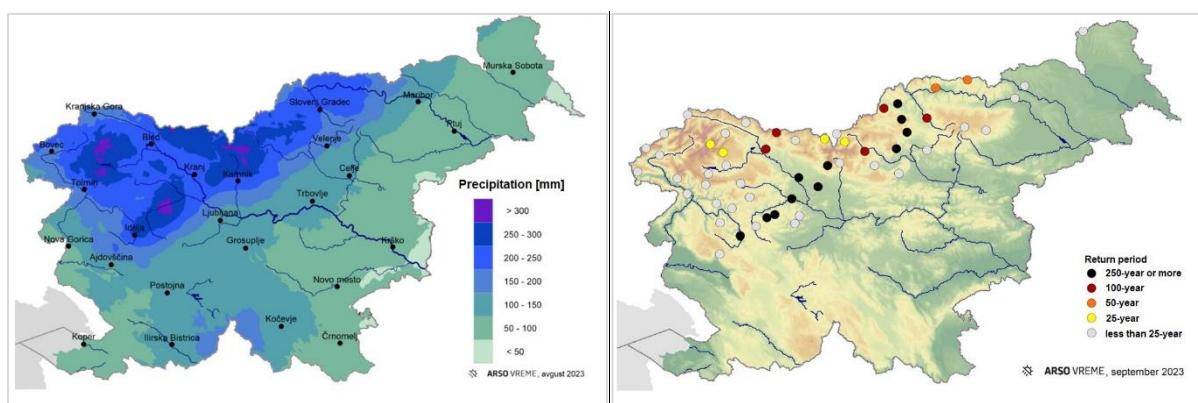 Murska Sobota
Maribor
Slovenj Gradec
Kranjska Gora
Ptuj
Bled
Velenje
Bovec
Kranj
Celje
Kamnik
Tolmin
Trbovlje
Ljubljana
Idrija
Nova Gorica
Grosuplje
Krško
Ajdovščina
Novo mesto
Postojna
Kočevje
Koper
Ilirska Bistrica
Črnomelj
Precipitation [mm]
> 300
250 - 300
200 - 250
150 - 200
100 - 150
50 - 100
< 50
ARSO VREME, avgust 2023
Return period
250-year or more
100-year
50-year
25-year
less than 25-year
ARSO VREME, september 2023